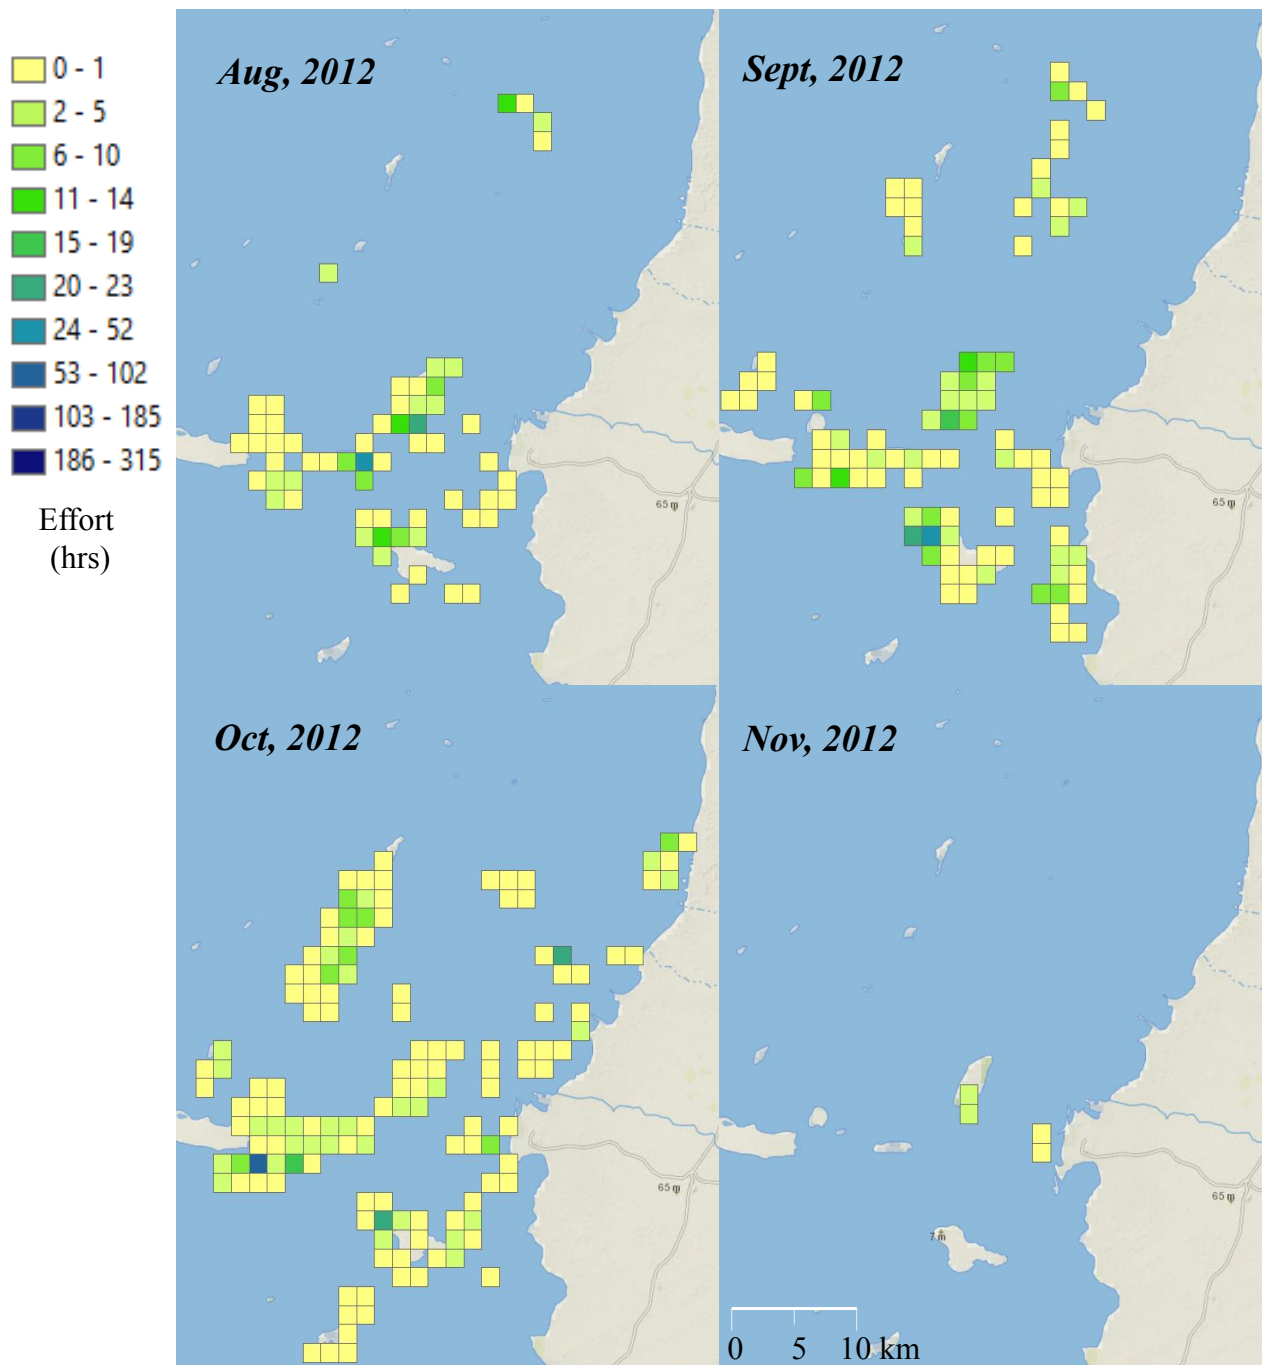 Aug, 2012
Sept, 2012
0 - 1
2 - 5
6 - 10
11 - 14
15 - 19
20 - 23
24 - 52
53 - 102
103 - 185
186 - 315
Effort
(hrs)
65 m
65 m
Oct, 2012
Nov, 2012
65 m
65 m
7 m
0 5 10 km